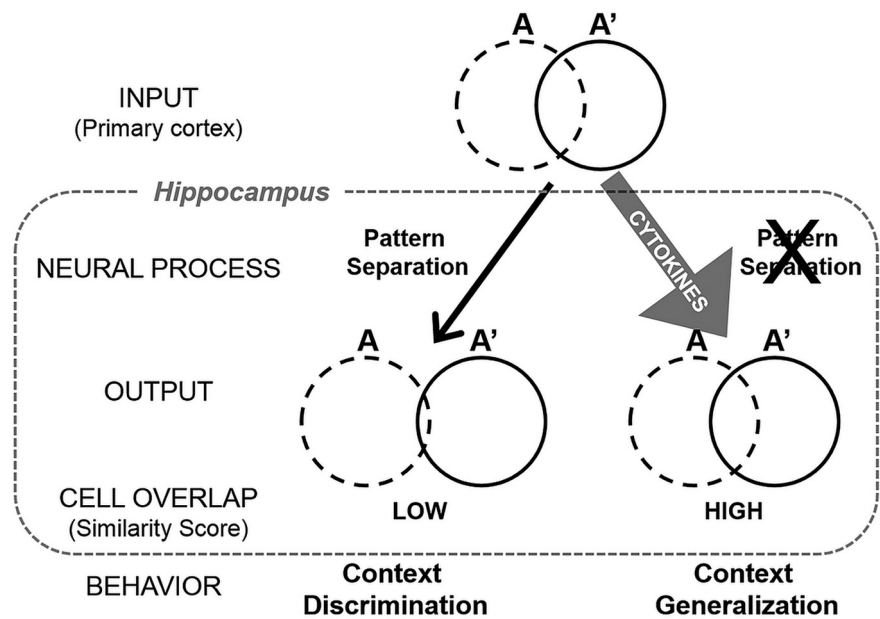 A A’
INPUT
(Primary cortex)
Hippocampus
NEURAL PROCESS
Pattern
Separation
CYTOKINES
X
Pattern
Separation
OUTPUT
A A’
A A’
CELL OVERLAP
(Similarity Score)
LOW
HIGH
BEHAVIOR
Context
Discrimination
Context
Generalization